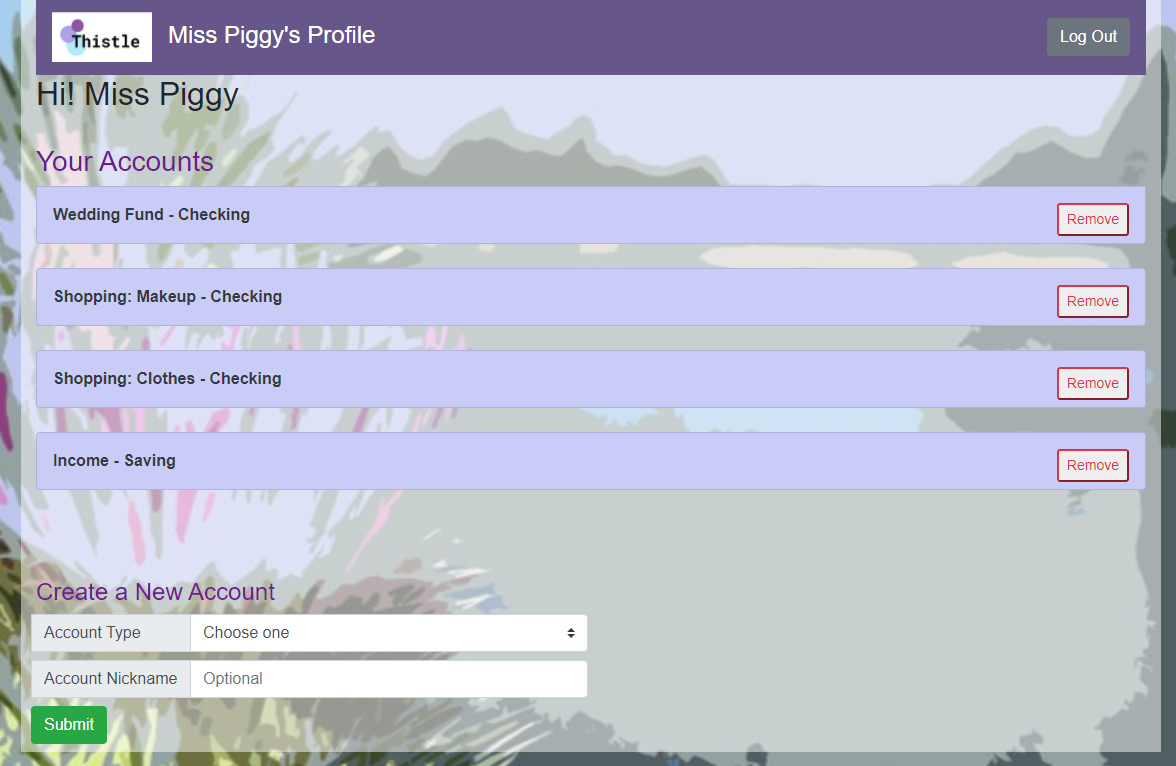 Thistle
Miss Piggy's Profile
Log Out
Hi! Miss Piggy
Your Accounts
Wedding Fund - Checking
Remove
Shopping: Makeup - Checking
Remove
Shopping: Clothes - Checking
Remove
Income - Saving
Remove
Create a New Account
Account Type
Choose one
Account Nickname
Optional
Submit